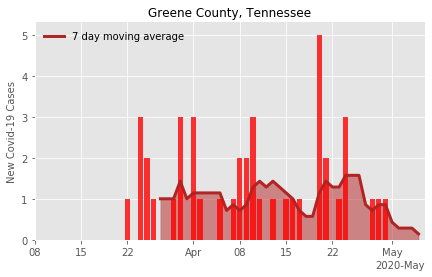 Greene County, Tennessee
7 day moving average
New Covid-19 Cases
5
4
3
2
1
0
08 15 22 Apr 08 15 22 May
2020-May